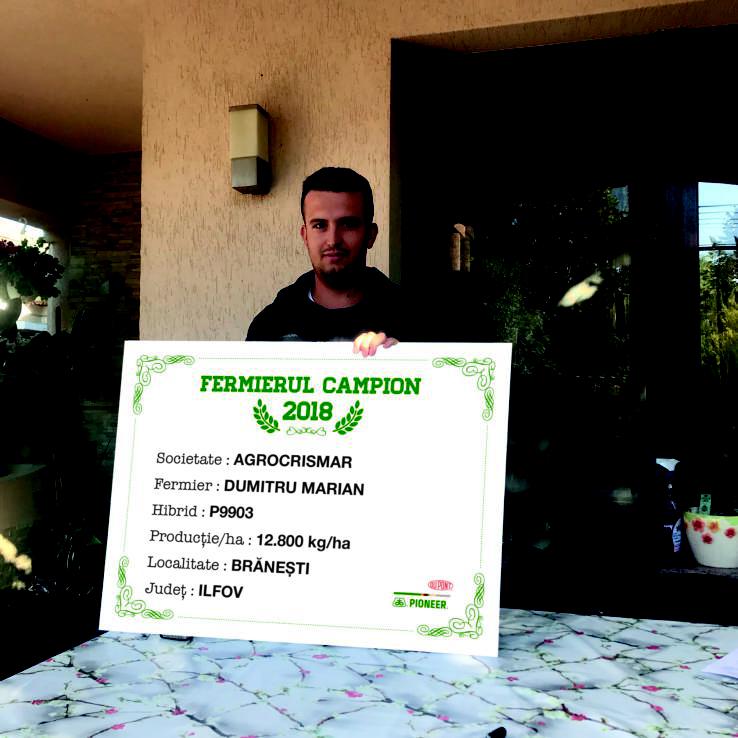 FERMIERUL CAMPION
2018
Societate : AGROCRISMAR
Fermier : DUMITRU MARIAN
Hibrid : P9903
Producție/ha : 12.800 kg/ha
Localitate : BRĂNEȘTI
Județ : ILFOV
DUPONT
PIONEER.